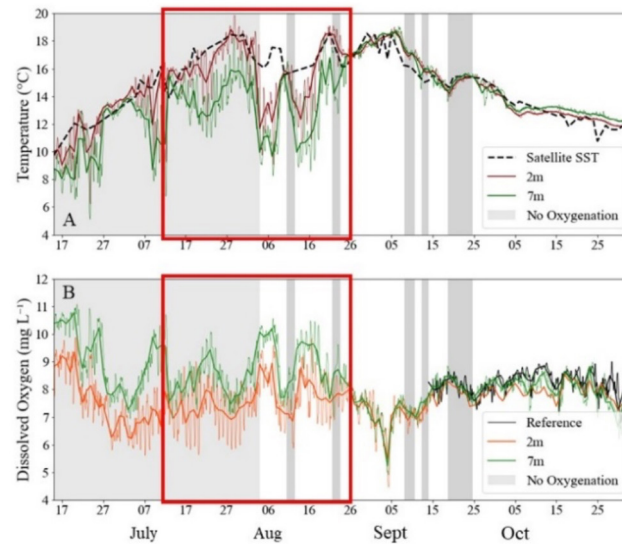 20
18
16
14
12
10
8
6
4
Temperature (°C)
A
Satellite SST
2m
7m
No Oxygenation
17 27 07 17 27 06 16 26 05 15 25 05 15 25
12
11
10
9
8
7
6
5
4
Dissolved Oxygen (mg L⁻¹)
B
Reference
2m
7m
No Oxygenation
17 27 07 17 27 06 16 26 05 15 25 05 15 25
July Aug Sept Oct